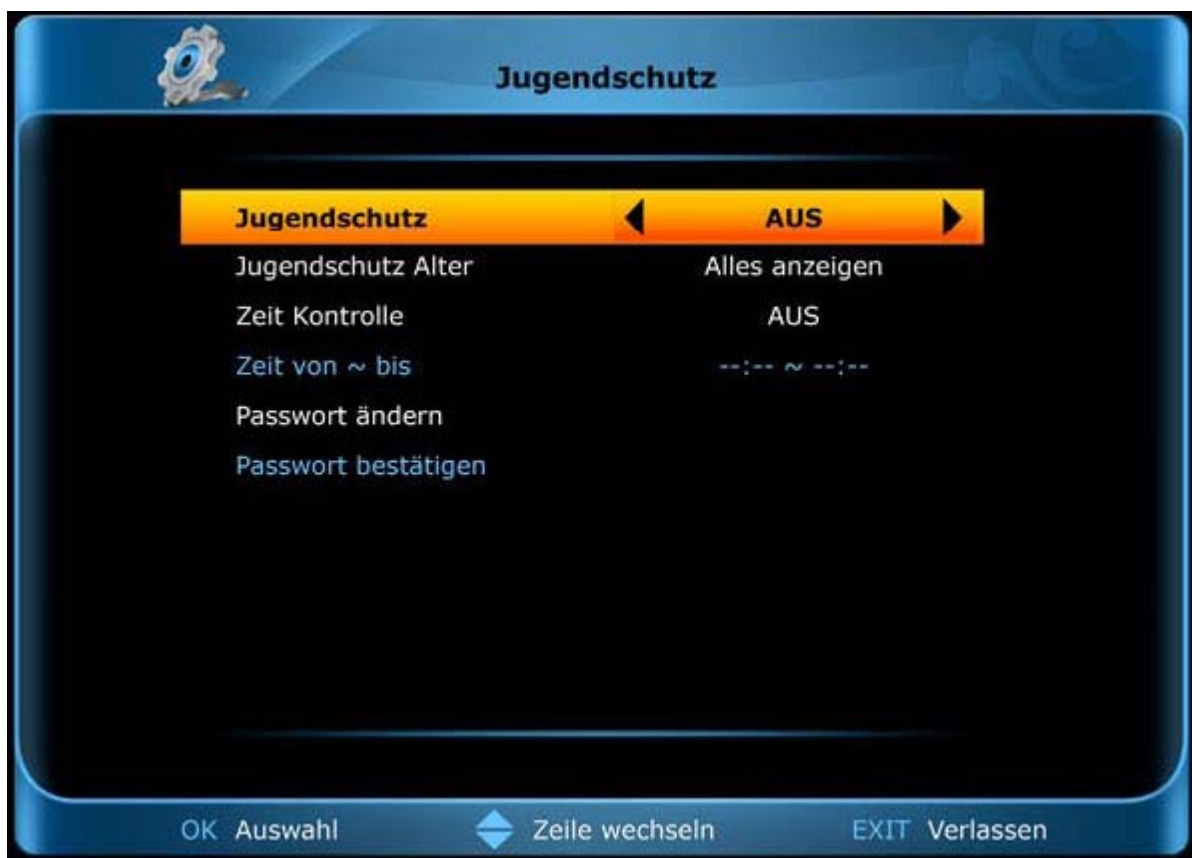 Jugendschutz
Jugendschutz AUS
Jugendschutz Alter Alles anzeigen
Zeit Kontrolle AUS
Zeit von ~ bis --:-- ~ --:--
Passwort ändern
Passwort bestätigen
OK Auswahl Zeile wechseln EXIT Verlassen